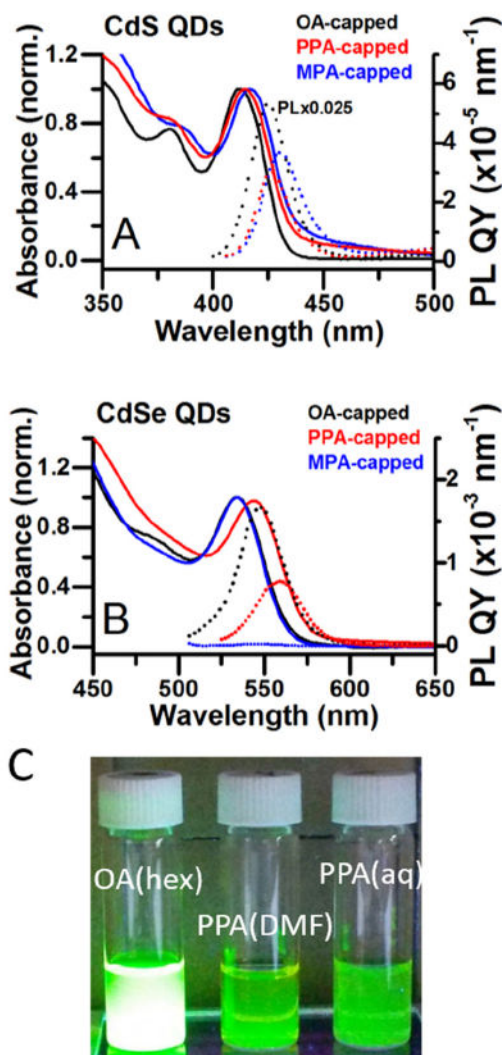 CdS QDs
OA-capped
PPA-capped
MPA-capped
PLx0.025
A
Absorbance (norm.)
1.2
0.8
0.4
0.0
350
400
450
500
Wavelength (nm)
6
4
2
0
PL QY (x10⁻⁵ nm⁻¹)
CdSe QDs
OA-capped
PPA-capped
MPA-capped
B
Absorbance (norm.)
1.2
0.8
0.4
0.0
450
500
550
600
650
Wavelength (nm)
2
1
0
PL QY (x10⁻³ nm⁻¹)
C
OA(hex)
PPA(DMF)
PPA(aq)